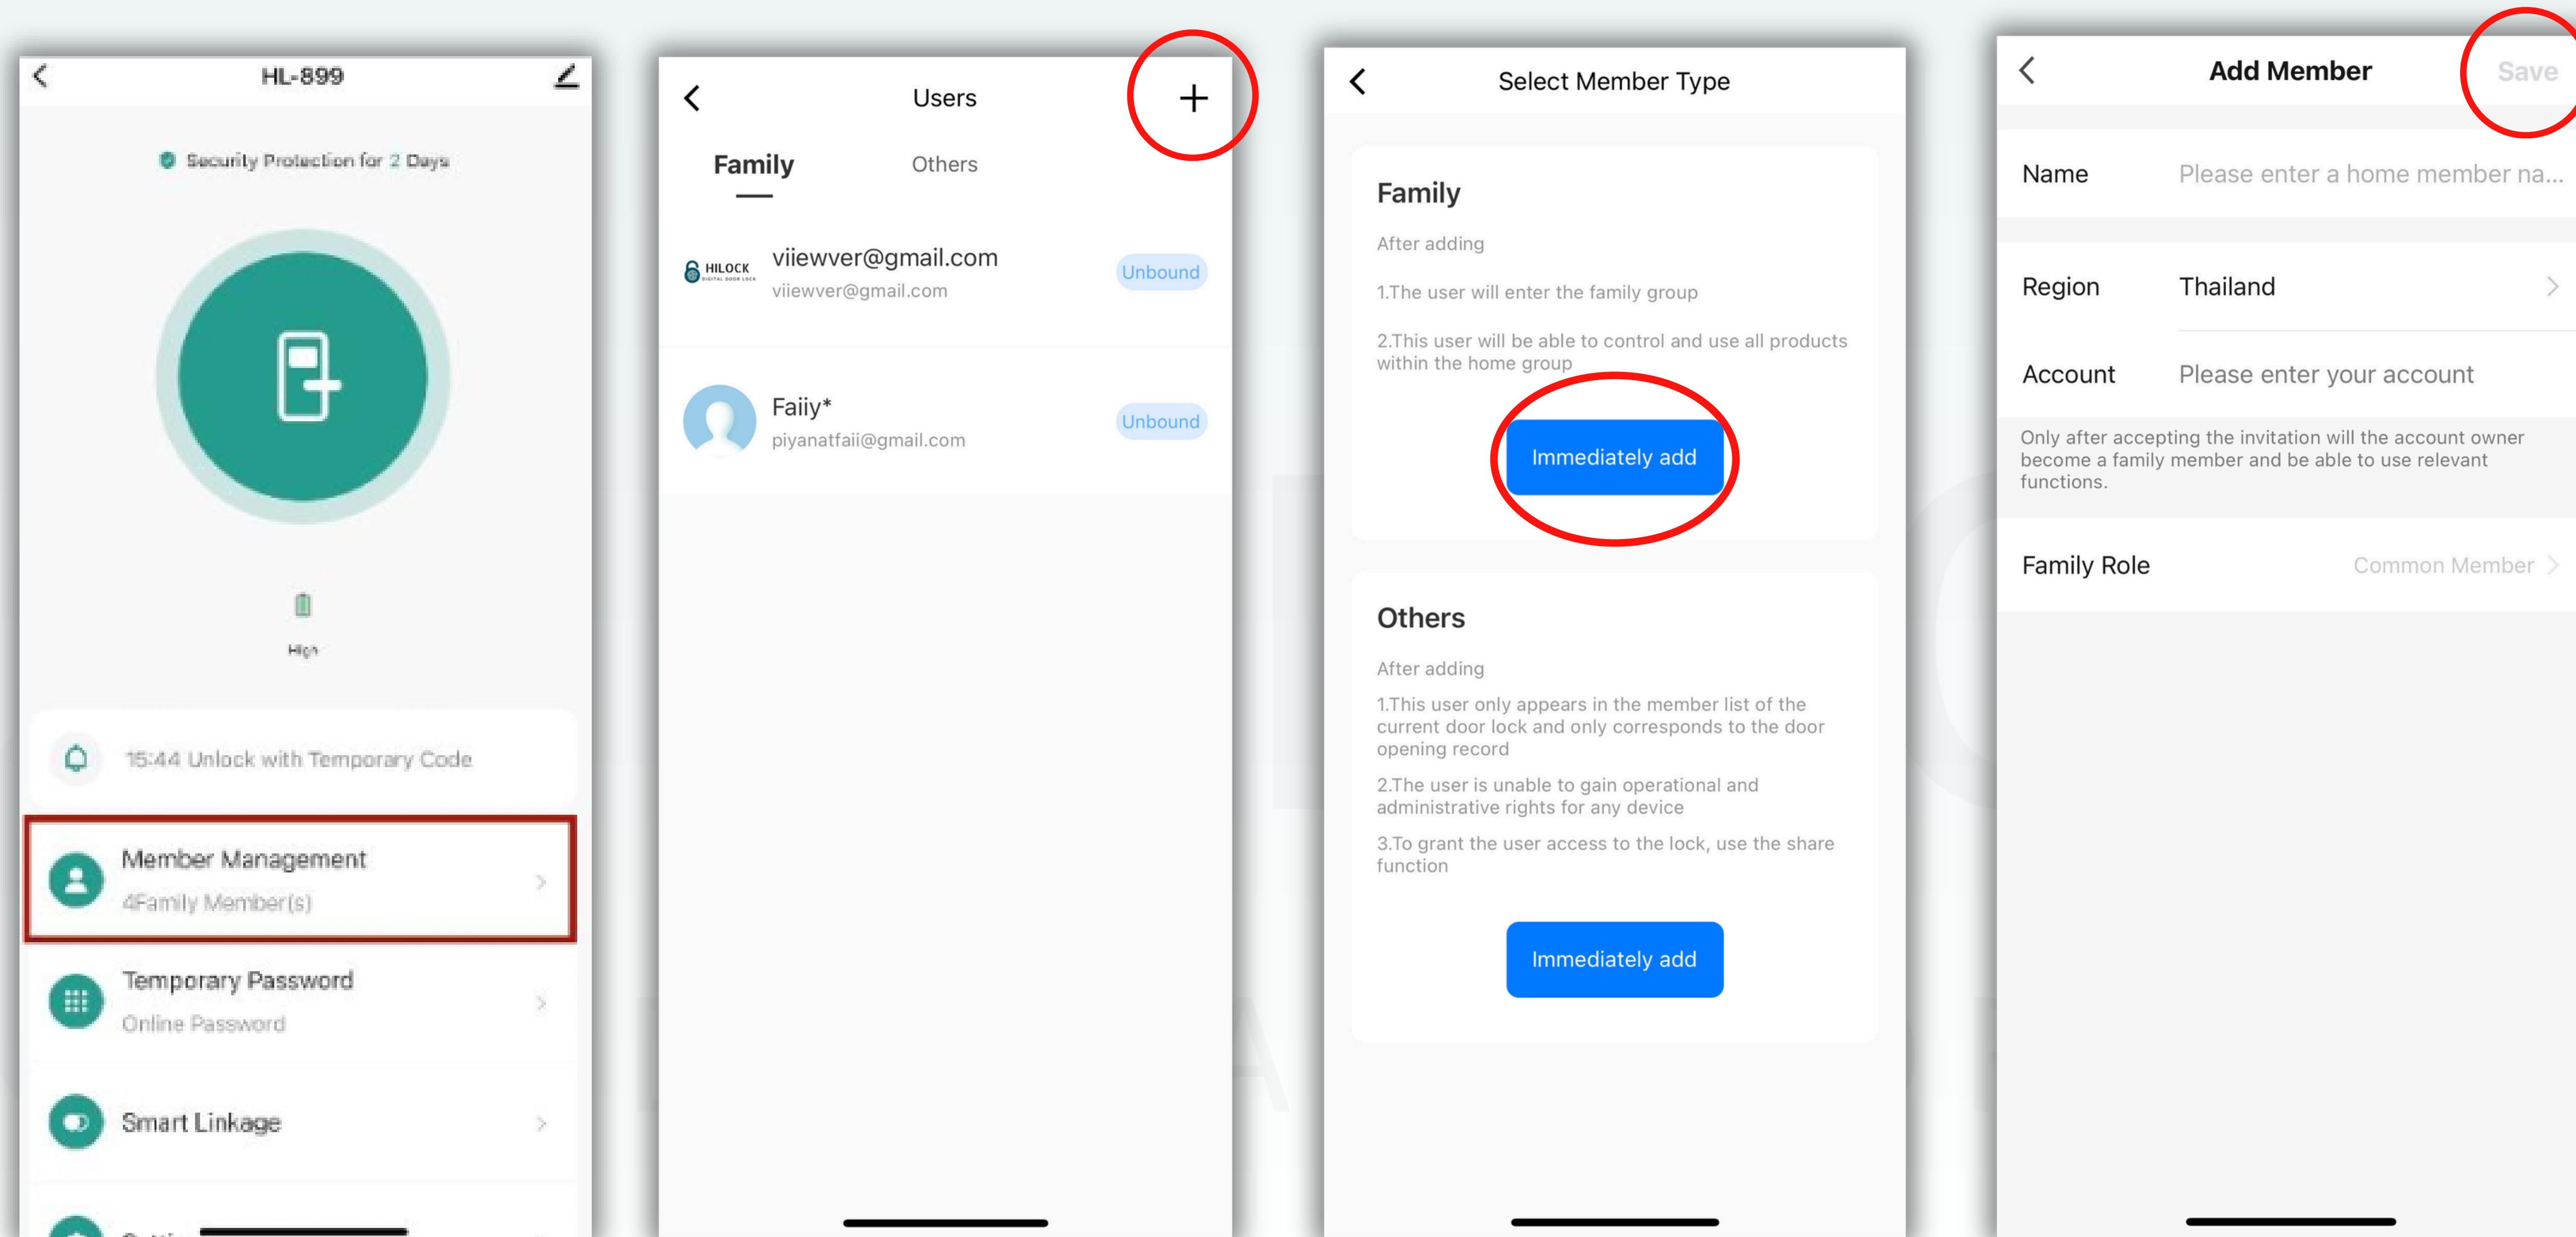 HL-899
Security Protection for 2 Days
High
15:44 Unlock with Temporary Code
Member Management
4Family Member(s)
Temporary Password
Online Password
Smart Linkage
Users
Family
Others
HILOCK
DIGITAL DOOR LOCK
viiewver@gmail.com
viiewver@gmail.com
Unbound
Faiiy*
piyanatfaii@gmail.com
Unbound
Select Member Type
Family
After adding
1.The user will enter the family group
2.This user will be able to control and use all products
within the home group
Immediately add
Others
After adding
1.This user only appears in the member list of the
current door lock and only corresponds to the door
opening record
2.The user is unable to gain operational and
administrative rights for any device
3.To grant the user access to the lock, use the share
function
Immediately add
Add Member
Save
Name
Please enter a home member na...
Region
Thailand
Account
Please enter your account
Only after accepting the invitation will the account owner
become a family member and be able to use relevant
functions.
Family Role
Common Member